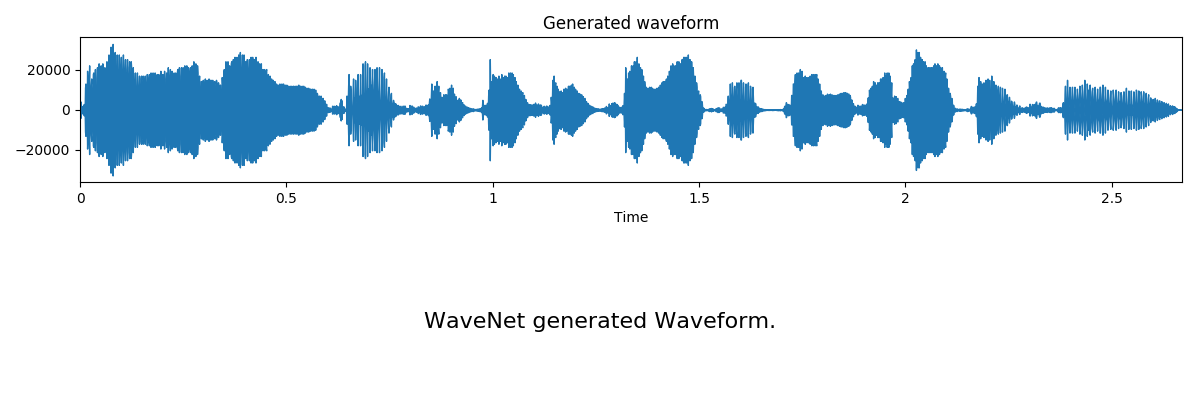 Generated waveform
20000
0
−20000
0 0.5 1 1.5 2 2.5
Time
WaveNet generated Waveform.